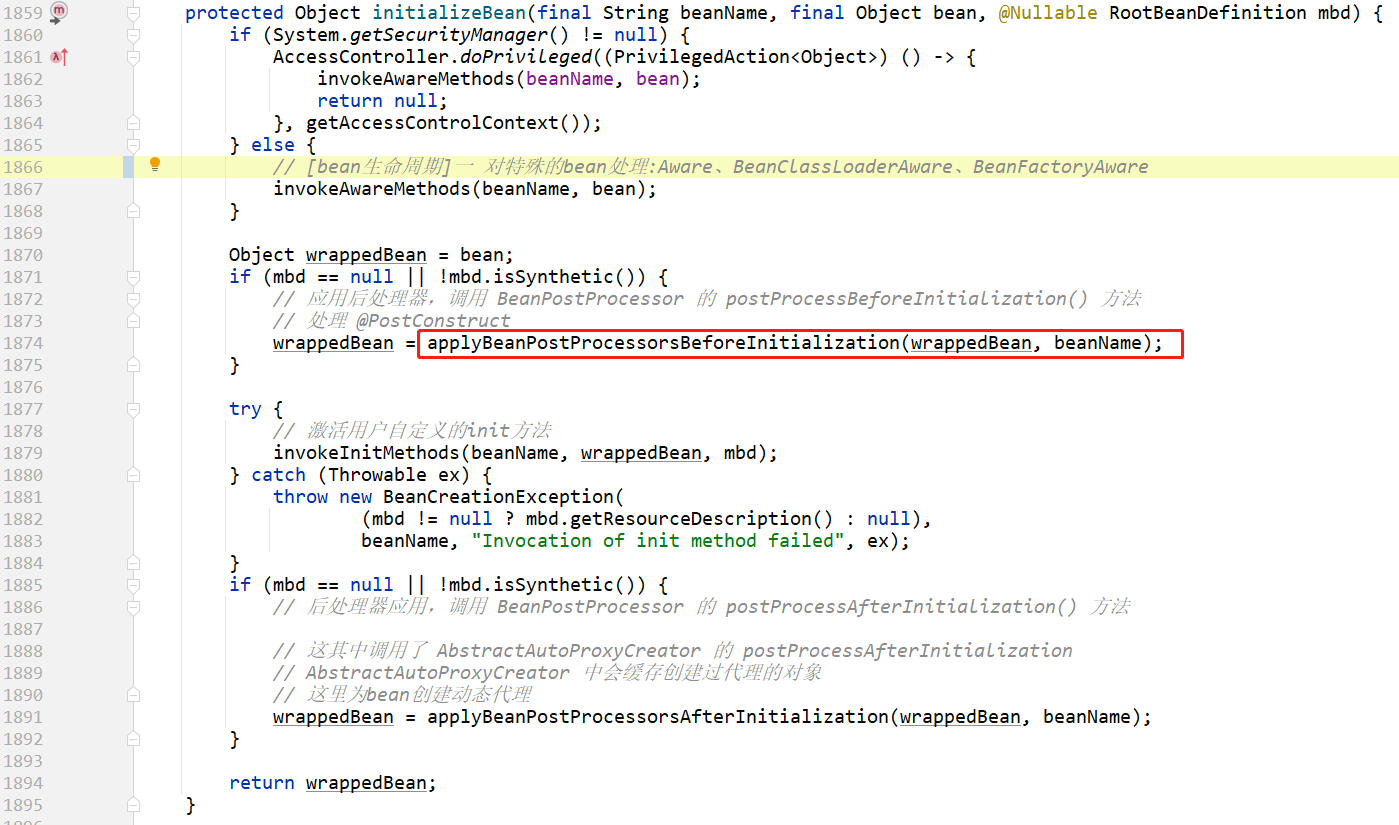 1859 protected Object initializeBean(final String beanName, final Object bean, @Nullable RootBeanDefinition mbd) {
1860 if (System.getSecurityManager() != null) {
1861 AccessController.doPrivileged((PrivilegedAction<Object>) () -> {
1862 invokeAwareMethods(beanName, bean);
1863 return null;
1864 }, getAccessControlContext());
1865 } else {
1866 // [bean生命周期]一 对特殊的bean处理:Aware、BeanClassLoaderAware、BeanFactoryAware
1867 invokeAwareMethods(beanName, bean);
1868 }
1869
1870 Object wrappedBean = bean;
1871 if (mbd == null || !mbd.isSynthetic()) {
1872 // 应用后处理器，调用 BeanPostProcessor 的 postProcessBeforeInitialization() 方法
1873 // 处理 @PostConstruct
1874 wrappedBean = applyBeanPostProcessorsBeforeInitialization(wrappedBean, beanName);
1875 }
1876
1877 try {
1878 // 激活用户自定义的init方法
1879 invokeInitMethods(beanName, wrappedBean, mbd);
1880 } catch (Throwable ex) {
1881 throw new BeanCreationException(
1882 (mbd != null ? mbd.getResourceDescription() : null),
1883 beanName, "Invocation of init method failed", ex);
1884 }
1885 if (mbd == null || !mbd.isSynthetic()) {
1886 // 后处理器应用，调用 BeanPostProcessor 的 postProcessAfterInitialization() 方法
1887
1888 // 这其中调用了 AbstractAutoProxyCreator 的 postProcessAfterInitialization
1889 // AbstractAutoProxyCreator 中会缓存创建过代理的对象
1890 // 这里为bean创建动态代理
1891 wrappedBean = applyBeanPostProcessorsAfterInitialization(wrappedBean, beanName);
1892 }
1893
1894 return wrappedBean;
1895 }